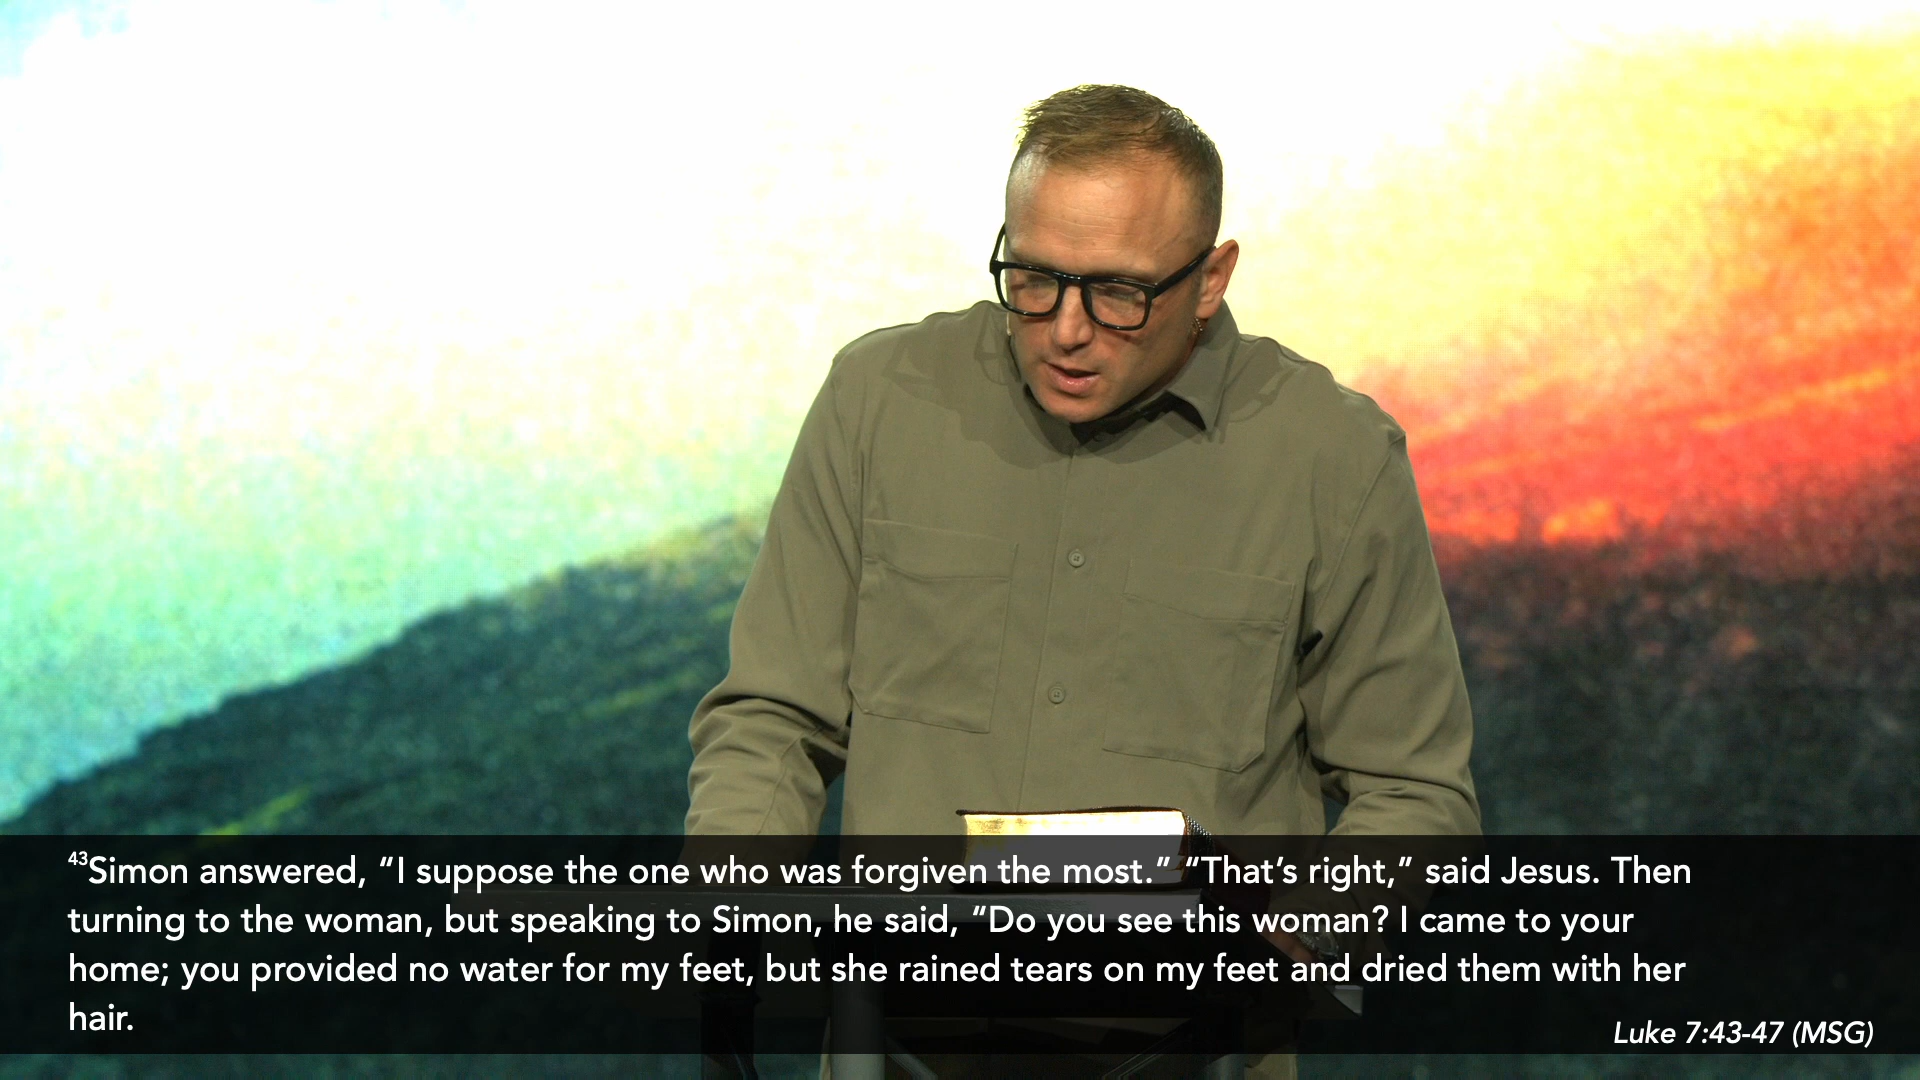 ⁴³Simon answered, “I suppose the one who was forgiven the most.” “That’s right,” said Jesus. Then
turning to the woman, but speaking to Simon, he said, “Do you see this woman? I came to your
home; you provided no water for my feet, but she rained tears on my feet and dried them with her
hair.
Luke 7:43-47 (MSG)